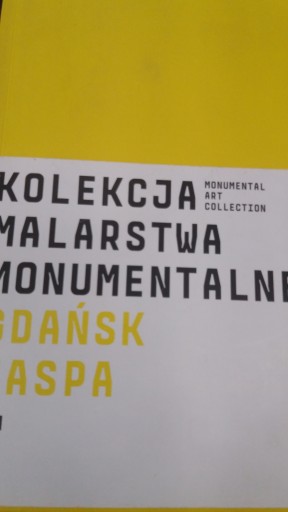 KOLEKCJA
MONUMENTAL
ART
COLLECTION
MALARSTWA
MONUMENTALNE
GDAŃSK
ASPA